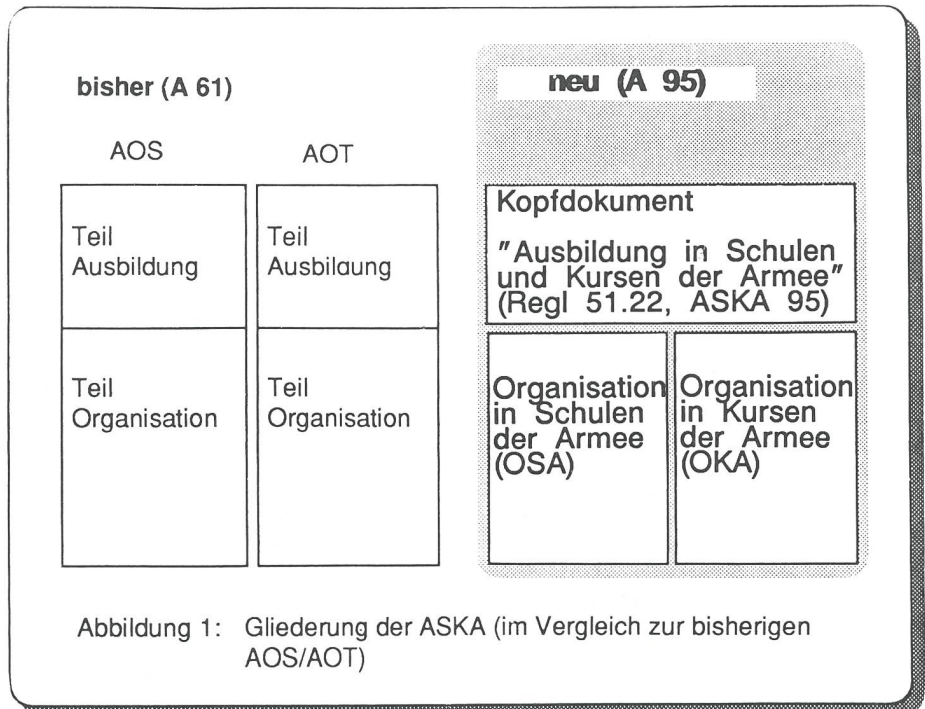 bisher (A 61)
AOS
AOT
Teil
Ausbildung
Teil
Ausbilaung
Teil
Organisation
Teil
Organisation
neu (A 95)
Kopfdokument
"Ausbildung in Schulen
und Kursen der Armee"
(Regl 51.22, ASKA 95)
Organisation
in Schulen
der Armee
(OSA)
Organisation
in Kursen
der Armee
(OKA)
Abbildung 1: Gliederung der ASKA (im Vergleich zur bisherigen
AOS/AOT)